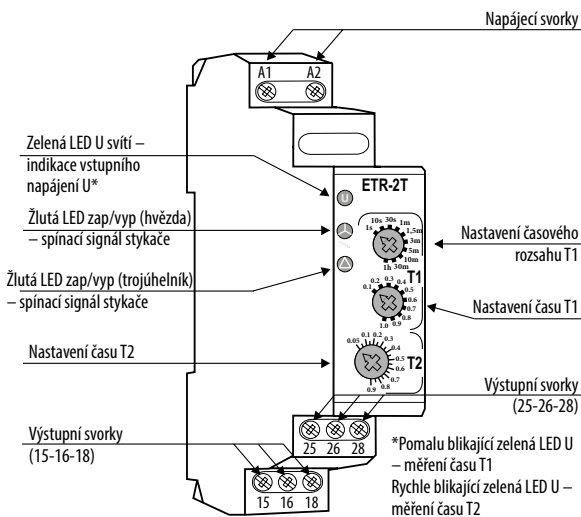 Napájecí svorky
A1 A2
Zelená LED U svítí –
indikace vstupního
napájení U*
Žlutá LED zap/vyp (hvězda)
– spínací signál stykače
Žlutá LED zap/vyp (trojúhelník)
– spínací signál stykače
Nastavení času T2
Výstupní svorky
(15-16-18)
U
ETR-2T
1s 10s 30s 1m 1,5m 3m 5m 10m 30m 1h
T1
0.1 0.2 0.3 0.4 0.5 0.6 0.7 0.8 0.9 1.0
0.05 0.1 0.2 0.3 0.4 0.5 0.6 0.7 0.8 0.9
T2
Nastavení časového
rozsahu T1
Nastavení času T1
Výstupní svorky
(25-26-28)
25 26 28
15 16 18
*Pomalu blikající zelená LED U
– měření času T1
Rychle blikající zelená LED U –
měření času T2